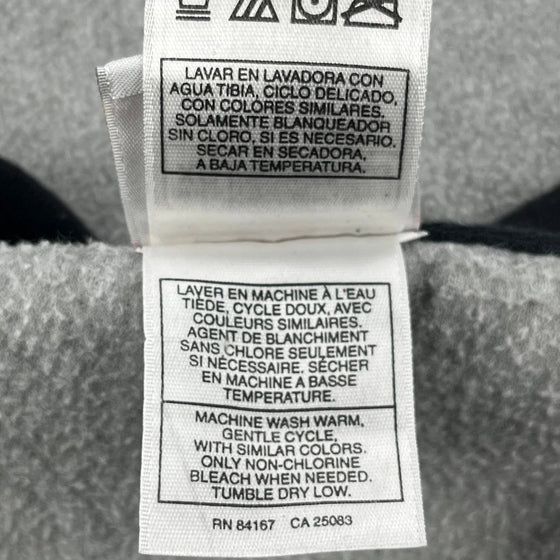 LAVAR EN LAVADORA CON
AGUA TIBIA, CICLO DELICADO,
CON COLORES SIMILARES.
SOLAMENTE BLANQUEADOR
SIN CLORO, SI ES NECESARIO.
SECAR EN SECADORA,
A BAJA TEMPERATURA.
LAVER EN MACHINE À L'EAU
TIÈDE, CYCLE DOUX, AVEC
COULEURS SIMILAIRES.
AGENT DE BLANCHIMENT
SANS CHLORE SEULEMENT
SI NÉCESSAIRE. SÉCHER
EN MACHINE A BASSE
TEMPERATURE.
MACHINE WASH WARM,
GENTLE CYCLE,
WITH SIMILAR COLORS.
ONLY NON-CHLORINE
BLEACH WHEN NEEDED.
TUMBLE DRY LOW.
RN 84167 CA 25083